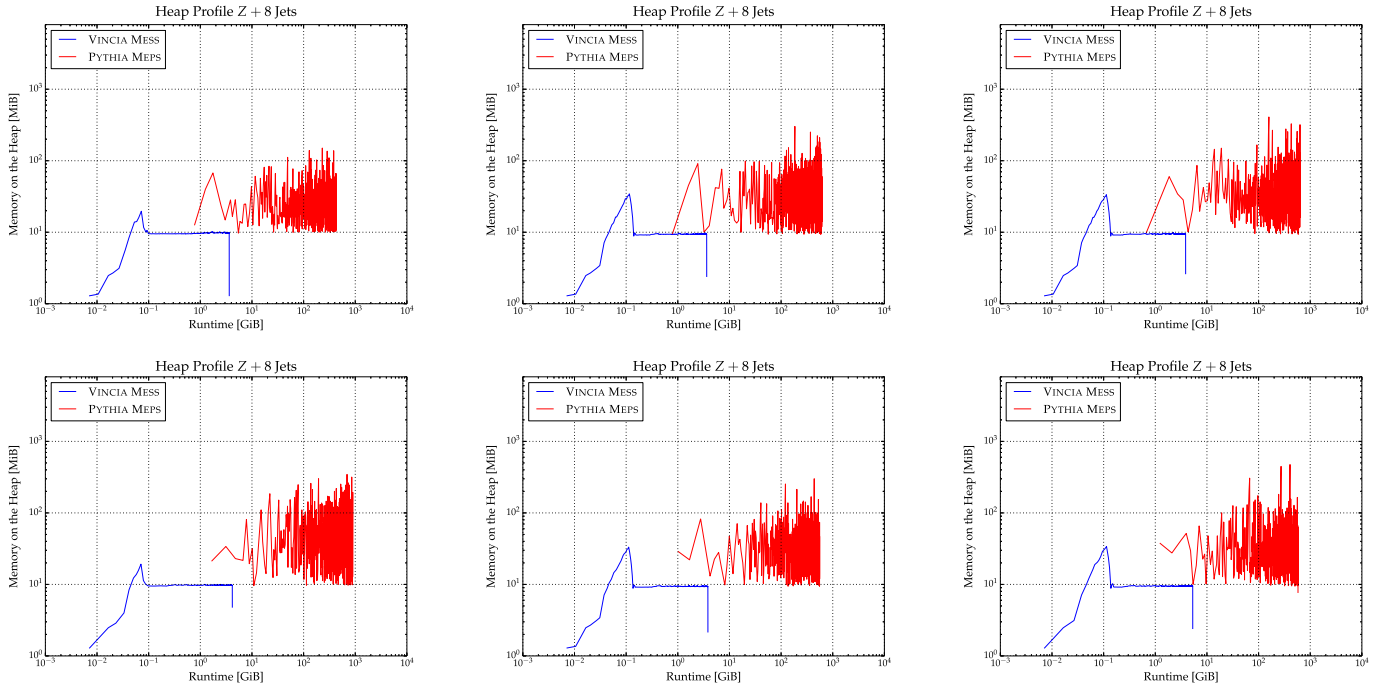 Heap Profile Z + 8 Jets
VINCIA MESS
PYTHIA MEPS
Memory on the Heap [MiB]
10³
10²
10¹
10⁰
10⁻³ 10⁻² 10⁻¹ 10⁰ 10¹ 10² 10³ 10⁴
Runtime [GiB]
Heap Profile Z + 8 Jets
VINCIA MESS
PYTHIA MEPS
Memory on the Heap [MiB]
10³
10²
10¹
10⁰
10⁻³ 10⁻² 10⁻¹ 10⁰ 10¹ 10² 10³ 10⁴
Runtime [GiB]
Heap Profile Z + 8 Jets
VINCIA MESS
PYTHIA MEPS
Memory on the Heap [MiB]
10³
10²
10¹
10⁰
10⁻³ 10⁻² 10⁻¹ 10⁰ 10¹ 10² 10³ 10⁴
Runtime [GiB]
Heap Profile Z + 8 Jets
VINCIA MESS
PYTHIA MEPS
Memory on the Heap [MiB]
10³
10²
10¹
10⁰
10⁻³ 10⁻² 10⁻¹ 10⁰ 10¹ 10² 10³ 10⁴
Runtime [GiB]
Heap Profile Z + 8 Jets
VINCIA MESS
PYTHIA MEPS
Memory on the Heap [MiB]
10³
10²
10¹
10⁰
10⁻³ 10⁻² 10⁻¹ 10⁰ 10¹ 10² 10³ 10⁴
Runtime [GiB]
Heap Profile Z + 8 Jets
VINCIA MESS
PYTHIA MEPS
Memory on the Heap [MiB]
10³
10²
10¹
10⁰
10⁻³ 10⁻² 10⁻¹ 10⁰ 10¹ 10² 10³ 10⁴
Runtime [GiB]